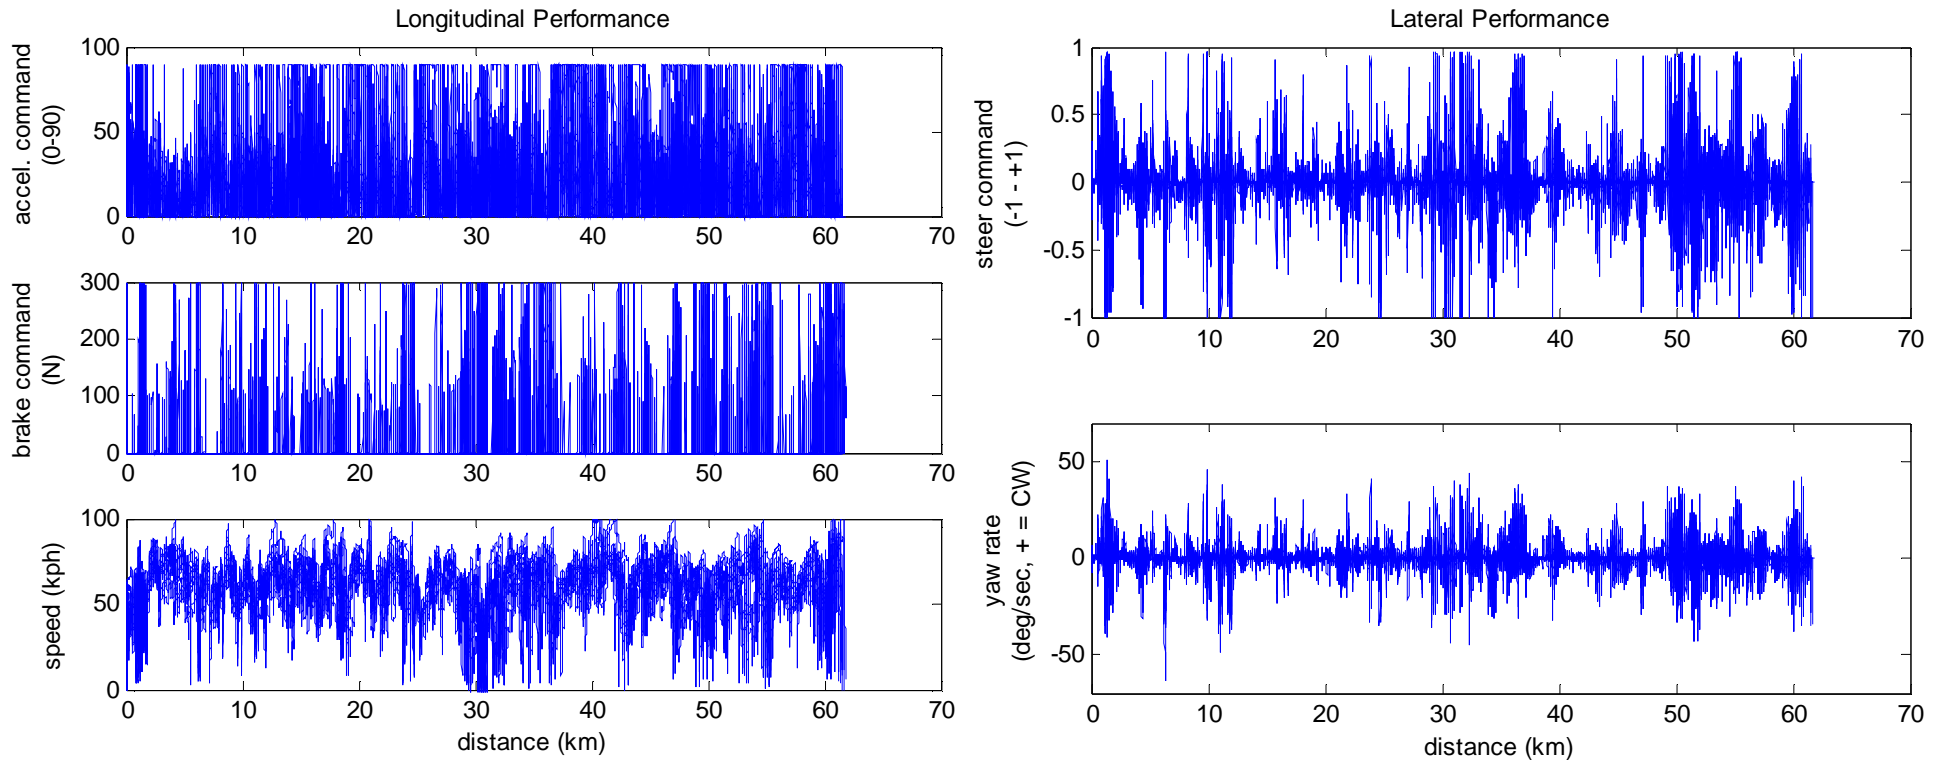 Longitudinal Performance
accel. command
(0-90)
100
50
0
0 10 20 30 40 50 60 70
brake command
(N)
300
200
100
0
0 10 20 30 40 50 60 70
speed (kph)
100
50
0
0 10 20 30 40 50 60 70
distance (km)
Lateral Performance
steer command
(-1 - +1)
1
0.5
0
-0.5
-1
0 10 20 30 40 50 60 70
yaw rate
(deg/sec, + = CW)
50
0
-50
0 10 20 30 40 50 60 70
distance (km)